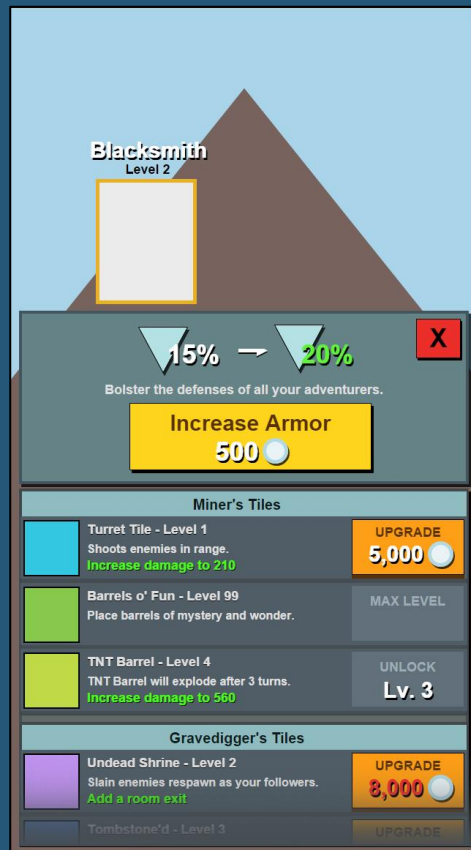 Blacksmith
Level 2
15% → 20%
X
Bolster the defenses of all your adventurers.
Increase Armor
500
Miner's Tiles
Turret Tile - Level 1
Shoots enemies in range.
Increase damage to 210
UPGRADE
5,000
Barrels o' Fun - Level 99
Place barrels of mystery and wonder.
MAX LEVEL
TNT Barrel - Level 4
TNT Barrel will explode after 3 turns.
Increase damage to 560
UNLOCK
Lv. 3
Gravedigger's Tiles
Undead Shrine - Level 2
Slain enemies respawn as your followers.
Add a room exit
UPGRADE
8,000
Tombstone'd - Level 3
UPGRADE